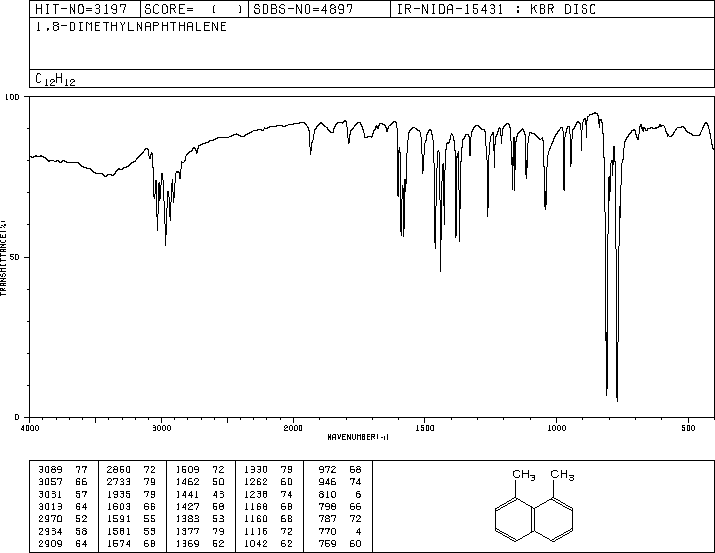 HIT-NO=3197 SCORE= ( ) SDBS-NO=4897 IR-NIDA-15431 : KBR DISC
1,8-DIMETHYLNAPHTHALENE
C12H12
100
50
0
TRANSMITTANCE(%)
4000 3000 2000 1500 1000 500
WAVENUMBER(-1)
3089 77 2860 72 1509 72 1330 79 972 68
3057 66 2733 79 1462 50 1262 60 946 74
3031 57 1935 79 1441 43 1238 74 810 6
3013 64 1603 66 1427 58 1168 68 798 66
2970 52 1591 55 1383 53 1160 68 787 72
2934 58 1581 1377 79 1116 72 770 4
2909 64 1574 68 1369 52 1042 62 759 60
CH3 CH3